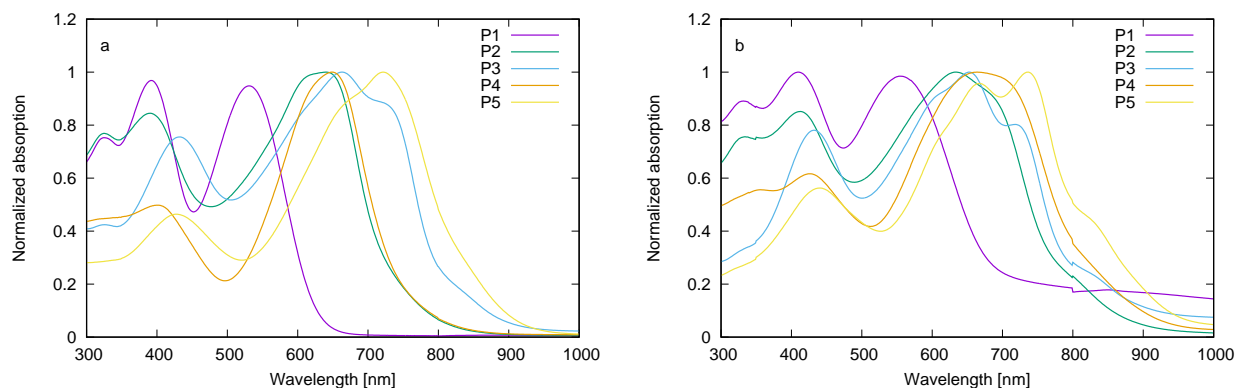 a
P1
P2
P3
P4
P5
Normalized absorption
1.2
1
0.8
0.6
0.4
0.2
0
300 400 500 600 700 800 900 1000
Wavelength [nm]
b
P1
P2
P3
P4
P5
Normalized absorption
1.2
1
0.8
0.6
0.4
0.2
0
300 400 500 600 700 800 900 1000
Wavelength [nm]